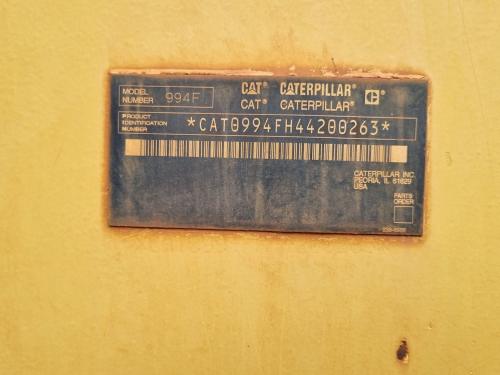 MODEL NUMBER 994F
CAT CATERPILLAR
CAT CATERPILLAR
PRODUCT IDENTIFICATION NUMBER
*CAT0994FH44200263*
CATERPILLAR INC.
PEORIA, IL 61629
USA
PARTS ORDER